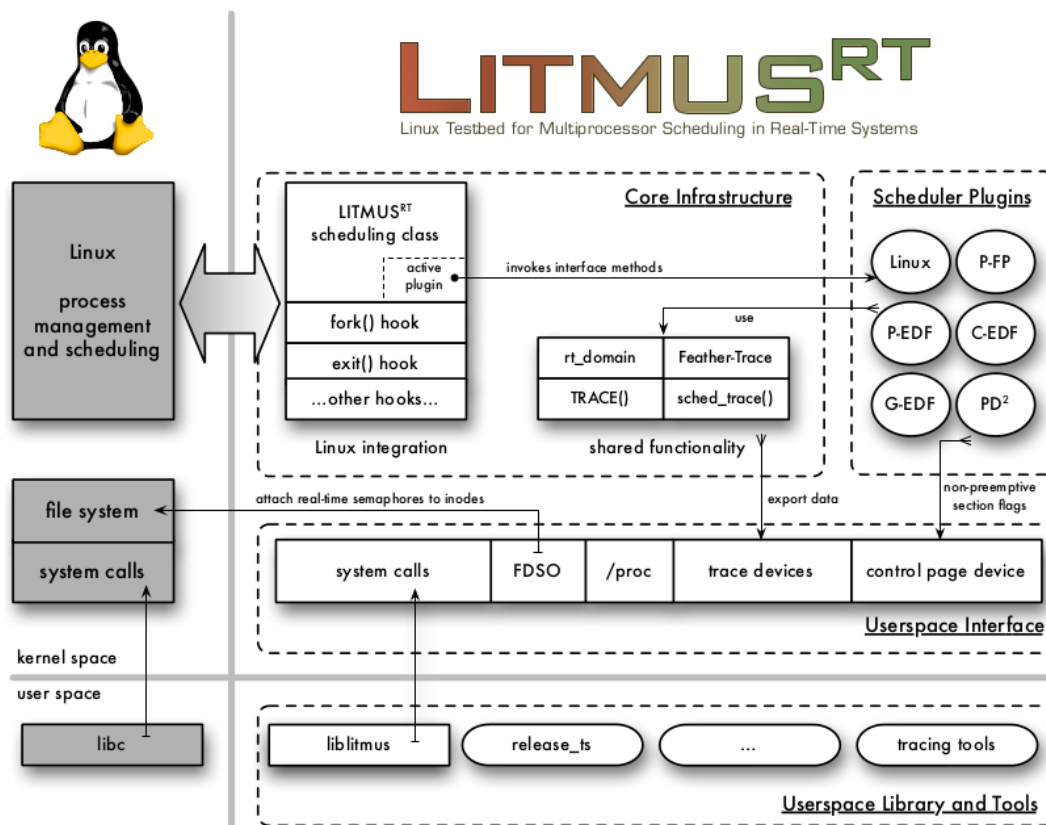 LITMUSRT
Linux Testbed for Multiprocessor Scheduling in Real-Time Systems
Linux
process
management
and scheduling
LITMUSRT
scheduling class
active
plugin
fork() hook
exit() hook
...other hooks...
Linux integration
Core Infrastructure
invokes interface methods
use
rt_domain
Feather-Trace
TRACE()
sched_trace()
shared functionality
Scheduler Plugins
Linux
P-FP
P-EDF
C-EDF
G-EDF
PD²
attach real-time semaphores to inodes
export data
non-preemptive
section flags
file system
system calls
system calls
FDSO
/proc
trace devices
control page device
Userspace Interface
kernel space
user space
libc
liblitmus
release_ts
...
tracing tools
Userspace Library and Tools